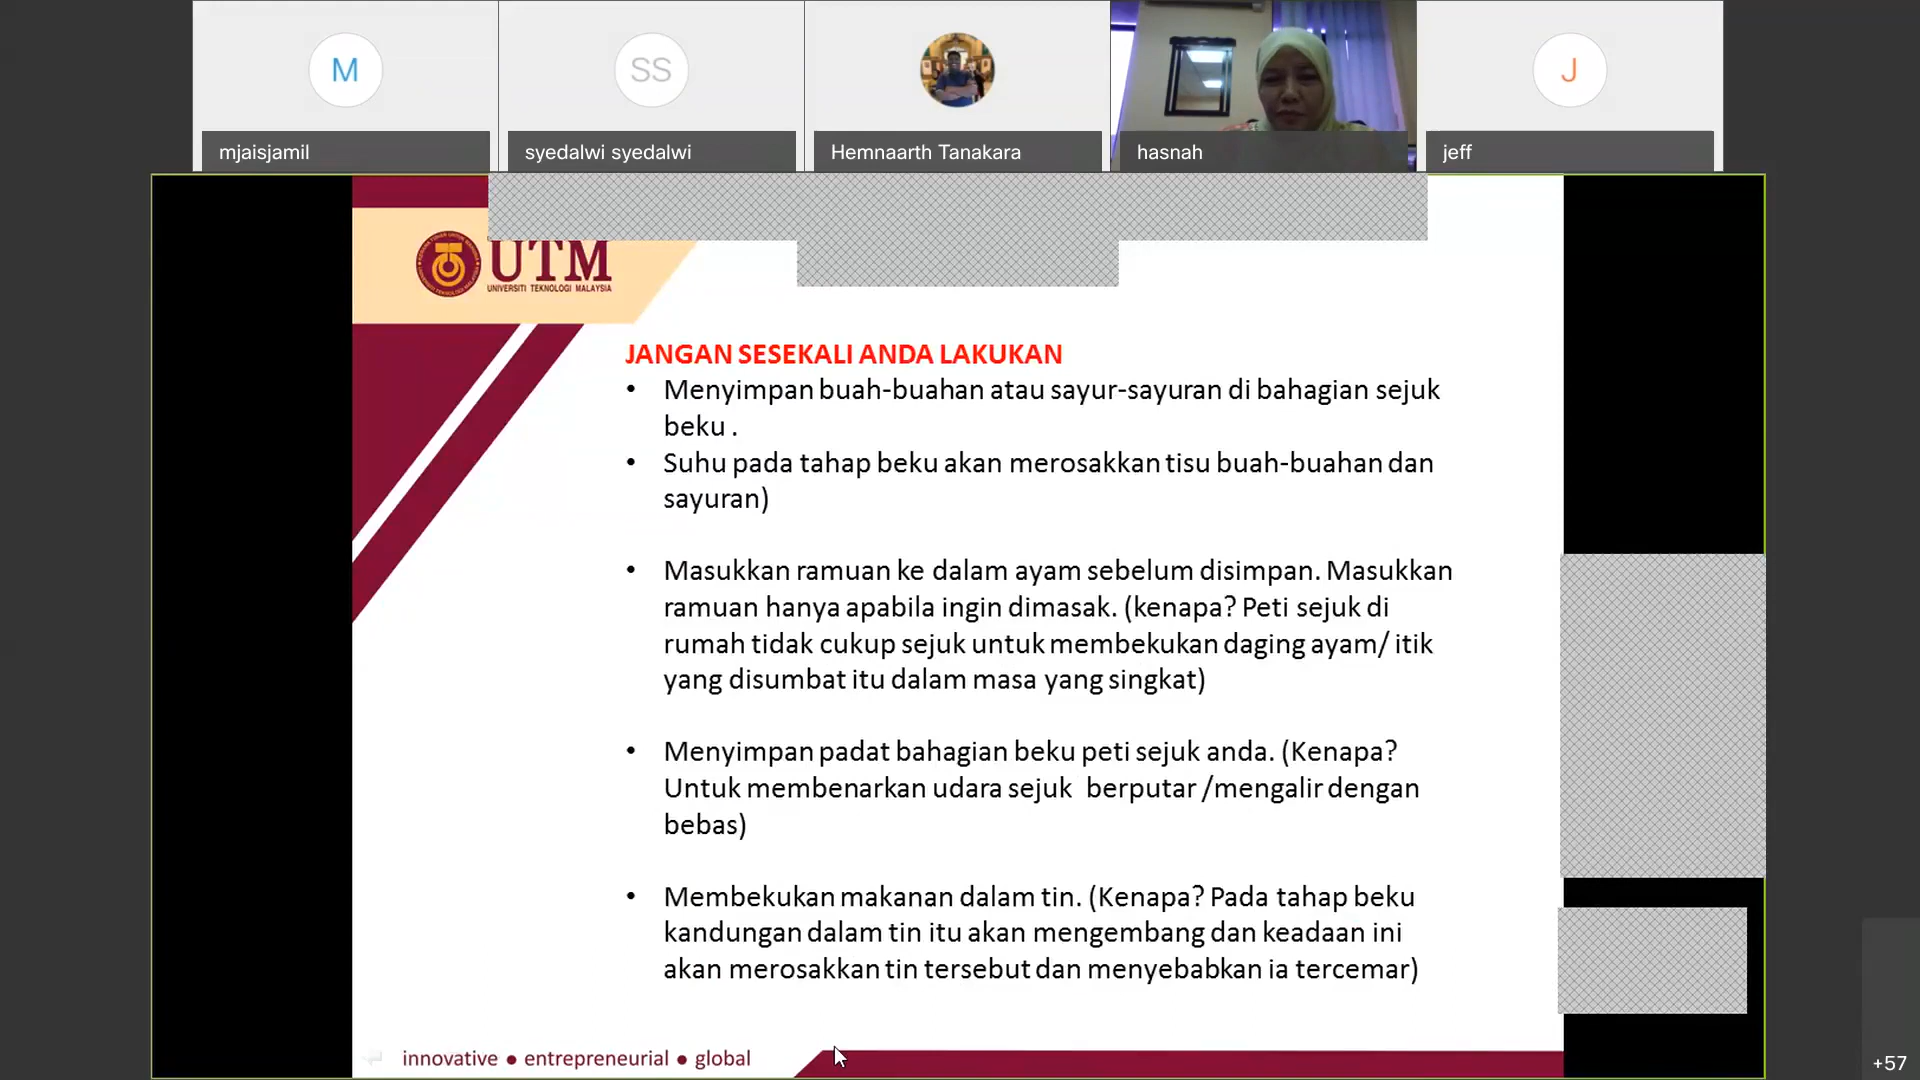 M
SS
J
mjaisjamil
syedalwi syedalwi
Hemnaarth Tanakara
hasnah
jeff
UTM
UNIVERSITI TEKNOLOGI MALAYSIA
JANGAN SESEKALI ANDA LAKUKAN
• Menyimpan buah-buahan atau sayur-sayuran di bahagian sejuk
beku .
• Suhu pada tahap beku akan merosakkan tisu buah-buahan dan
sayuran)
• Masukkan ramuan ke dalam ayam sebelum disimpan. Masukkan
ramuan hanya apabila ingin dimasak. (kenapa? Peti sejuk di
rumah tidak cukup sejuk untuk membekukan daging ayam/ itik
yang disumbat itu dalam masa yang singkat)
• Menyimpan padat bahagian beku peti sejuk anda. (Kenapa?
Untuk membenarkan udara sejuk berputar /mengalir dengan
bebas)
• Membekukan makanan dalam tin. (Kenapa? Pada tahap beku
kandungan dalam tin itu akan mengembang dan keadaan ini
akan merosakkan tin tersebut dan menyebabkan ia tercemar)
innovative ● entrepreneurial ● global
+57